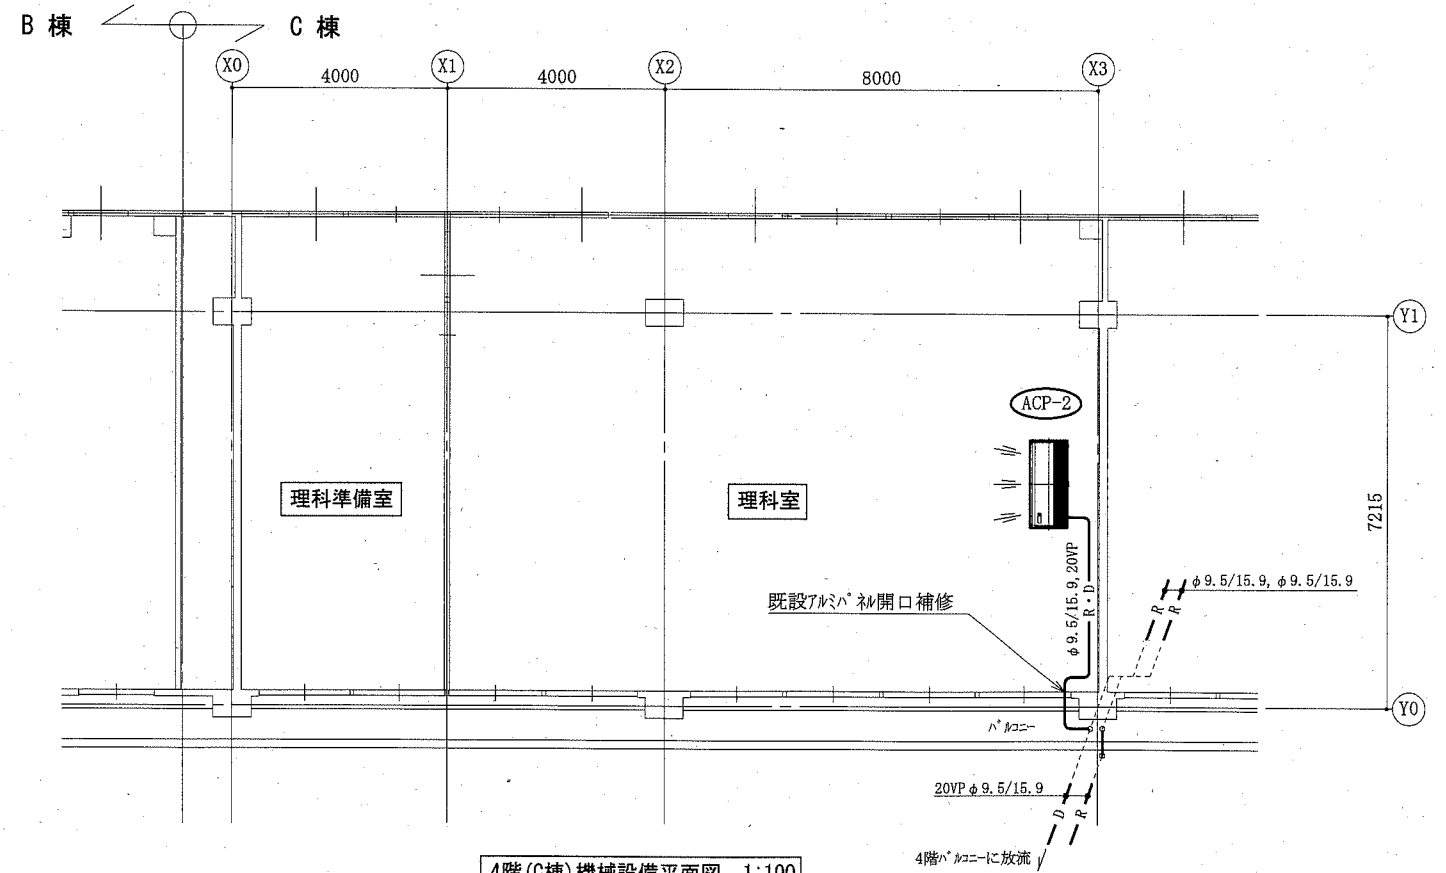 B 棟
C 棟
X0
X1
X2
X3
4000
4000
8000
Y1
ACP-2
理科準備室
理科室
7215
φ9.5/15.9, 20VP
R・D
φ9.5/15.9, φ9.5/15.9
R
R
既設アルミパネル開口補修
Y0
バルコニー
20VPφ9.5/15.9
D
R
4階バルコニーに放流
4階(C棟)機械設備平面図 1:100